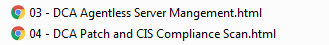 03 - DCA Agentless Server Mangement.html
04 - DCA Patch and CIS Compliance Scan.html